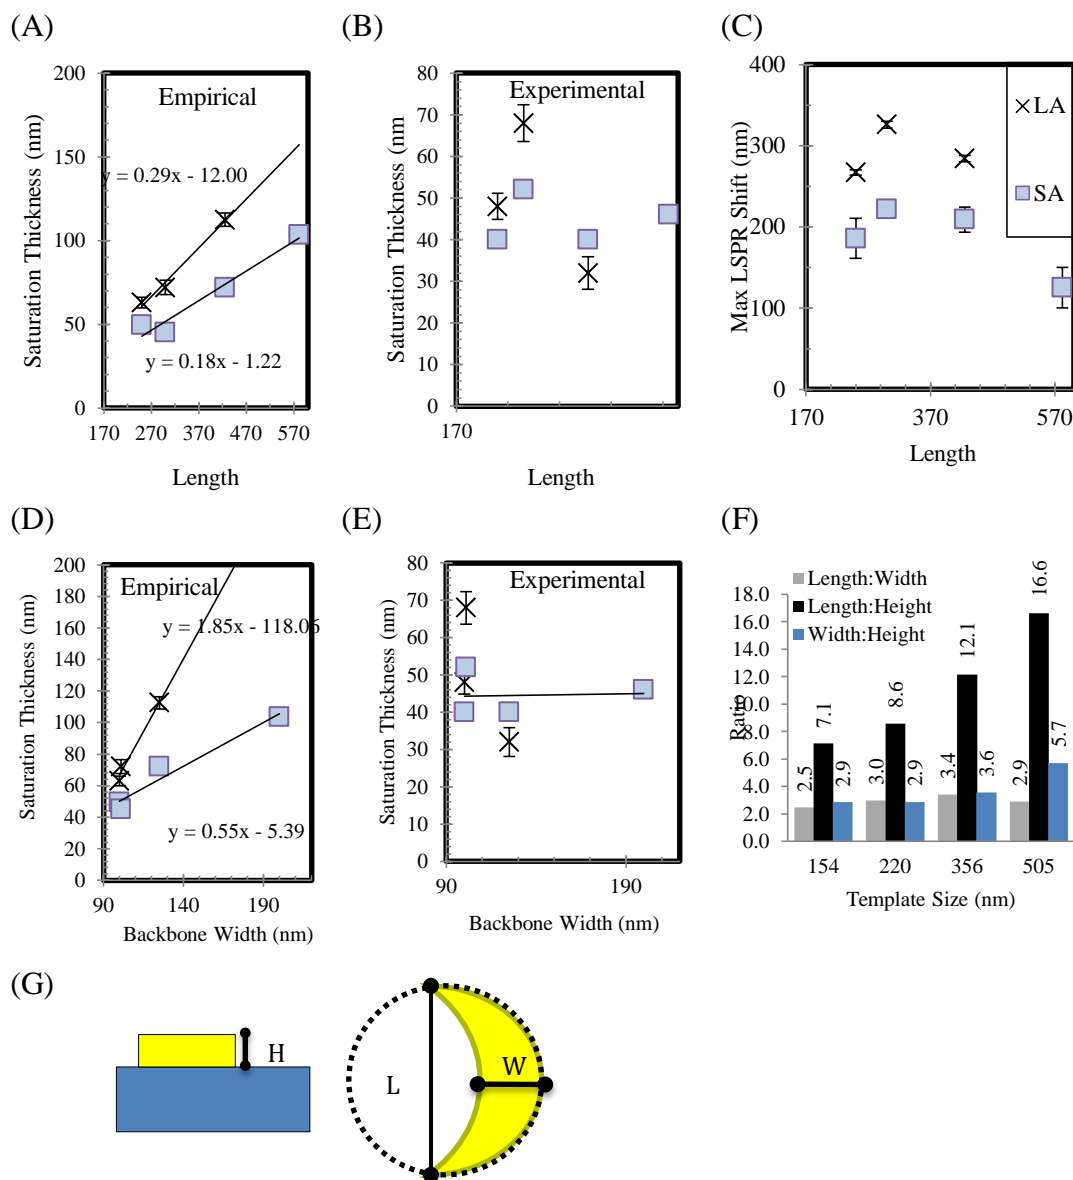 (A)
Saturation Thickness (nm)
200
150
100
50
0
Empirical
y = 0.29x - 12.00
y = 0.18x - 1.22
170 270 370 470 570
Length
(B)
Saturation Thickness (nm
80
70
60
50
40
30
20
10
0
Experimental
170
Length
(C)
Max LSPR Shift (nm)
400
300
200
100
0
LA
SA
170 370 570
Length
(D)
Saturation Thickness (nm)
200
180
160
140
120
100
80
60
40
20
0
Empirical
y = 1.85x - 118.06
y = 0.55x - 5.39
90 140 190
Backbone Width (nm)
(E)
Saturation Thickness (nm)
80
70
60
50
40
30
20
10
0
Experimental
90 190
Backbone Width (nm)
(F)
Ratio
18.0
16.0
14.0
12.0
10.0
8.0
6.0
4.0
2.0
0.0
Length:Width
Length:Height
Width:Height
2.5 7.1 2.9 3.0 8.6 2.9 3.4 12.1 3.6 2.9 16.6 5.7
154 220 356 505
Template Size (nm)
(G)
H
L
W